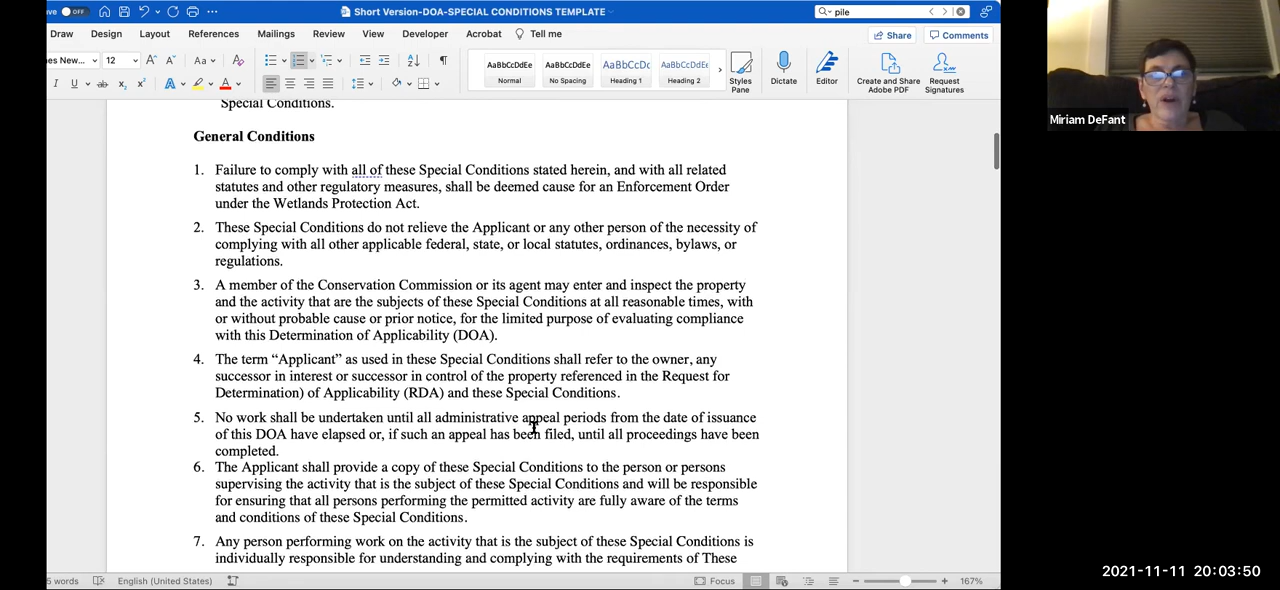 ve OFF
Short Version-DOA-SPECIAL CONDITIONS TEMPLATE
pile
Draw Design Layout References Mailings Review View Developer Acrobat Tell me
Share Comments
es New... 12 Aa
AaBbCcDdEe AaBbCcDdEe AaBbCcDc AaBbCcDdEe
Normal No Spacing Heading 1 Heading 2
Styles Pane
Dictate
Editor
Create and Share Adobe PDF
Request Signatures
Miriam DeFant
Special Conditions.
General Conditions
1. Failure to comply with all of these Special Conditions stated herein, and with all related
statutes and other regulatory measures, shall be deemed cause for an Enforcement Order
under the Wetlands Protection Act.
2. These Special Conditions do not relieve the Applicant or any other person of the necessity of
complying with all other applicable federal, state, or local statutes, ordinances, bylaws, or
regulations.
3. A member of the Conservation Commission or its agent may enter and inspect the property
and the activity that are the subjects of these Special Conditions at all reasonable times, with
or without probable cause or prior notice, for the limited purpose of evaluating compliance
with this Determination of Applicability (DOA).
4. The term “Applicant” as used in these Special Conditions shall refer to the owner, any
successor in interest or successor in control of the property referenced in the Request for
Determination) of Applicability (RDA) and these Special Conditions.
5. No work shall be undertaken until all administrative appeal periods from the date of issuance
of this DOA have elapsed or, if such an appeal has been filed, until all proceedings have been
completed.
6. The Applicant shall provide a copy of these Special Conditions to the person or persons
supervising the activity that is the subject of these Special Conditions and will be responsible
for ensuring that all persons performing the permitted activity are fully aware of the terms
and conditions of these Special Conditions.
7. Any person performing work on the activity that is the subject of these Special Conditions is
individually responsible for understanding and complying with the requirements of These
5 words English (United States) Focus 167%
2021-11-11 20:03:50